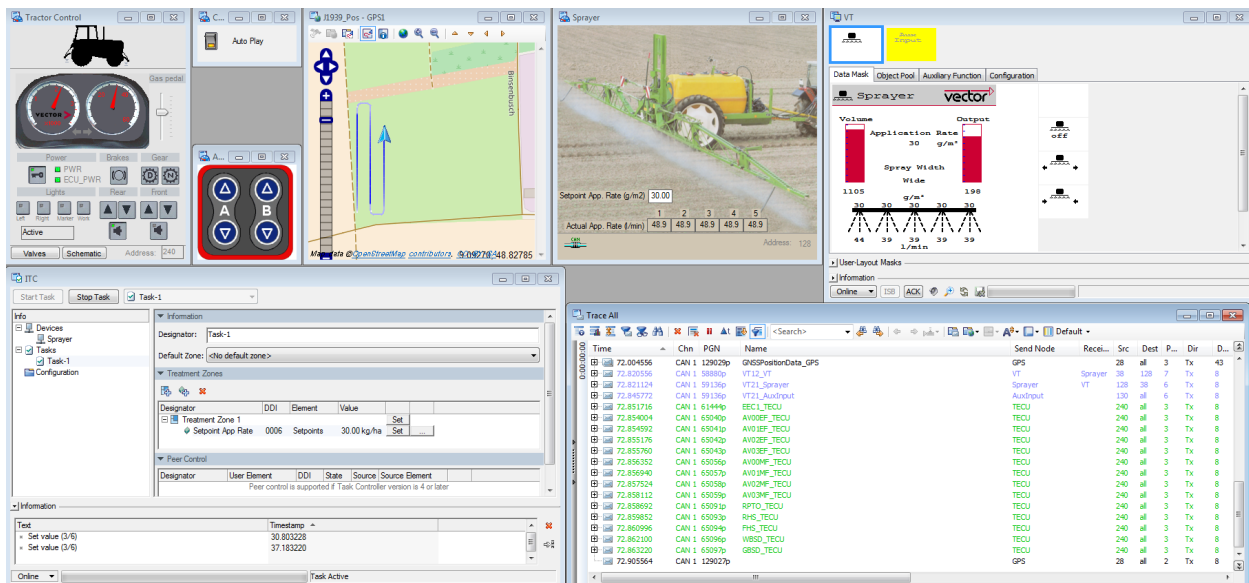 Tractor Control
Gas pedal
VECTOR
Power
Brakes
Gear
PWR
ECU_PWR
D
N
Lights
Rear
Front
Left Right Marker Work
Active
Valves
Schematic
Address: 240
C...
Auto Play
A...
A
B
J1939_Pos - GPS1
Binsenbusch
OpenStreetMap contributors,
Sprayer
Setpoint App. Rate (g/m2) 30.00
1 2 3 4 5
Actual App. Rate (l/min) 48.9 48.9 48.9 48.9 48.9
Address: 128
VT
Aux
Input
Data Mask Object Pool Auxiliary Function Configuration
Sprayer
vector
Volume Output
Application Rate
30 g/m²
Spray Width
Wide
1105 198
g/m²
30 30 30 30 30
44 39 39 39 39
l/min
off
User-Layout Masks
Information
Online ISB ACK
ITC
Start Task Stop Task Task-1
Info
Devices
Sprayer
Tasks
Task-1
Configuration
Information
Designator: Task-1
Default Zone: <No default zone>
Treatment Zones
Designator DDI Element Value
Treatment Zone 1 Set
Setpoint App Rate 0006 Setpoints 30.00 kg/ha Set ...
Peer Control
Designator User Element DDI State Source Source Element
Peer control is supported if Task Controller version is 4 or later
Information
Text Timestamp
Set value (3/6) 30.803228
Set value (3/6) 37.183220
Online Task Active
Trace All
<Search> Default
0:00:00:00
Time Chn PGN Name Send Node Recei... Src Dest P... Dir D...
72.004556 CAN 1 129029p GNSSPositionData_GPS GPS 28 all 3 Tx 43
72.820556 CAN 1 58880p VT12_VT VT Sprayer 38 128 7 Tx 8
72.821124 CAN 1 59136p VT21_Sprayer Sprayer VT 128 38 6 Tx 8
72.845772 CAN 1 59136p VT21_AuxInput AuxInput 130 all 6 Tx 8
72.851716 CAN 1 61444p EEC1_TECU TECU 240 all 3 Tx 8
72.854004 CAN 1 65040p AV00EF_TECU TECU 240 all 3 Tx 8
72.854592 CAN 1 65041p AV01EF_TECU TECU 240 all 3 Tx 8
72.855176 CAN 1 65042p AV02EF_TECU TECU 240 all 3 Tx 8
72.855760 CAN 1 65043p AV03EF_TECU TECU 240 all 3 Tx 8
72.856352 CAN 1 65056p AV00MF_TECU TECU 240 all 3 Tx 8
72.856940 CAN 1 65057p AV01MF_TECU TECU 240 all 3 Tx 8
72.857524 CAN 1 65058p AV02MF_TECU TECU 240 all 3 Tx 8
72.858112 CAN 1 65059p AV03MF_TECU TECU 240 all 3 Tx 8
72.858692 CAN 1 65091p RPTO_TECU TECU 240 all 3 Tx 8
72.859852 CAN 1 65093p RHS_TECU TECU 240 all 3 Tx 8
72.860996 CAN 1 65094p FHS_TECU TECU 240 all 3 Tx 8
72.862100 CAN 1 65096p WBSD_TECU TECU 240 all 3 Tx 8
72.863220 CAN 1 65097p GBSD_TECU TECU 240 all 3 Tx 8
72.905564 CAN 1 129027p GPS 28 all 2 Tx 8